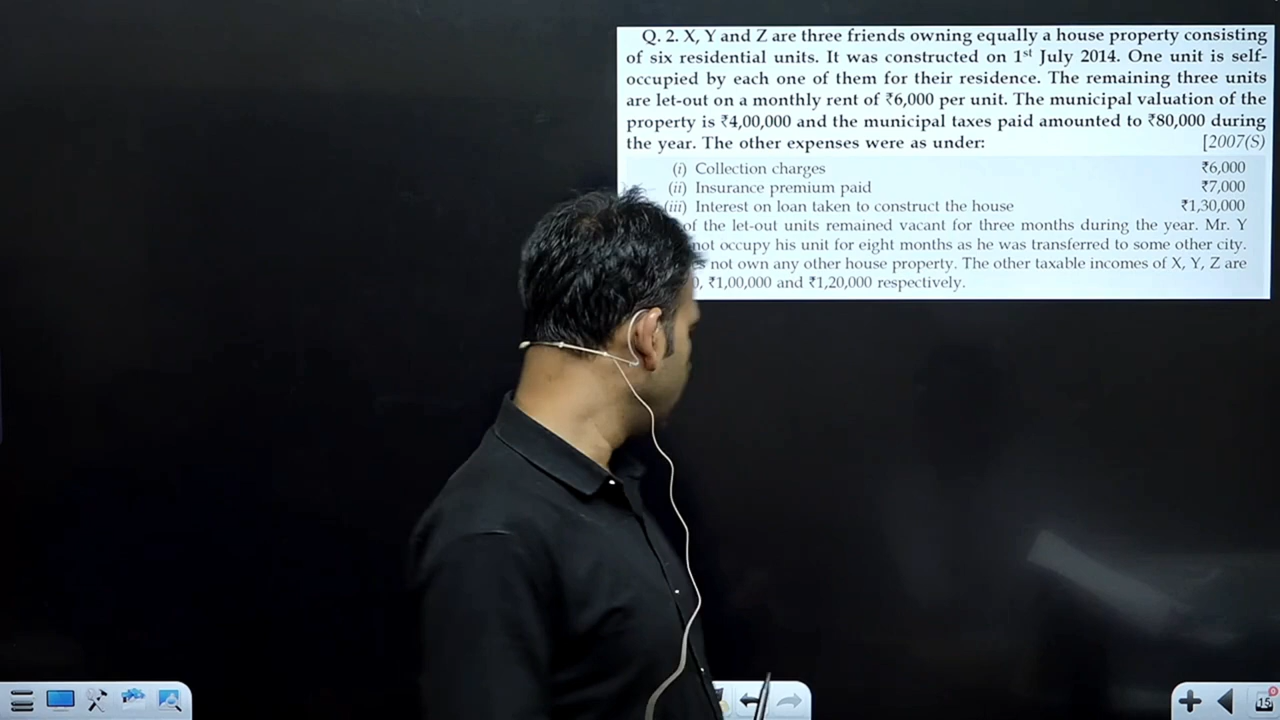 Q. 2. X, Y and Z are three friends owning equally a house property consisting
of six residential units. It was constructed on 1st July 2014. One unit is self-
occupied by each one of them for their residence. The remaining three units
are let-out on a monthly rent of ₹6,000 per unit. The municipal valuation of the
property is ₹4,00,000 and the municipal taxes paid amounted to ₹80,000 during
the year. The other expenses were as under: [2007(S)
(i) Collection charges ₹6,000
(ii) Insurance premium paid ₹7,000
(iii) Interest on loan taken to construct the house ₹1,30,000
of the let-out units remained vacant for three months during the year. Mr. Y
not occupy his unit for eight months as he was transferred to some other city.
not own any other house property. The other taxable incomes of X, Y, Z are
₹1,00,000 and ₹1,20,000 respectively.
15